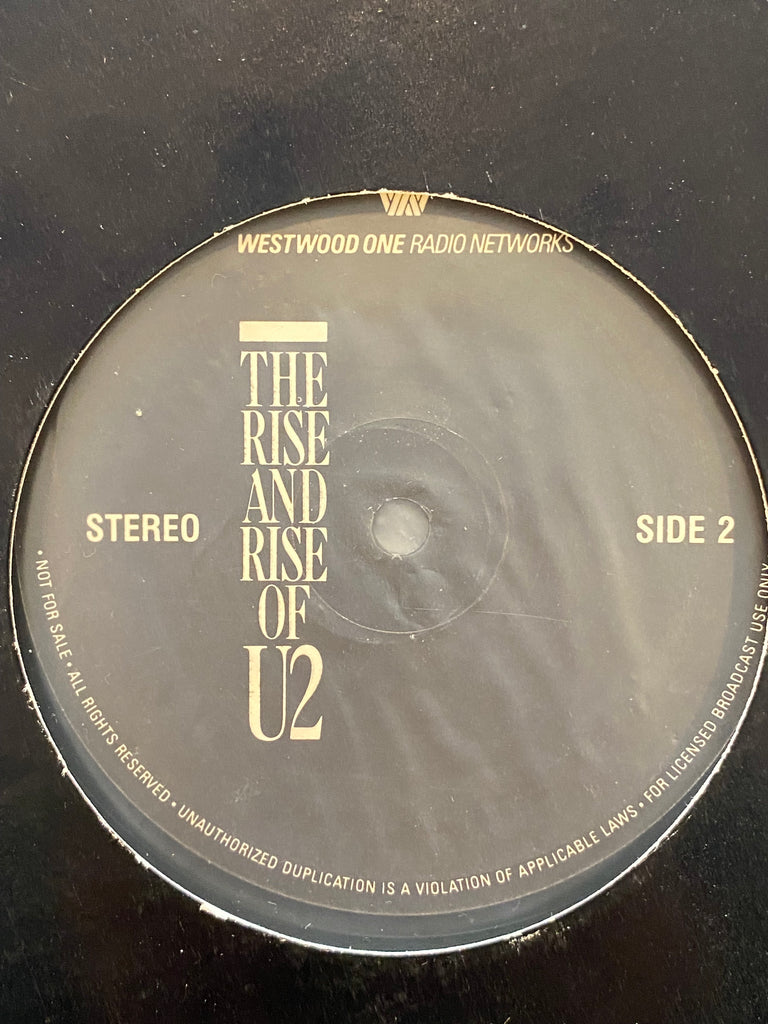 WESTWOOD ONE RADIO NETWORKS
THE
RISE
AND
RISE
OF
U2
STEREO
SIDE 2
• NOT FOR SALE • ALL RIGHTS RESERVED • UNAUTHORIZED DUPLICATION IS A VIOLATION OF APPLICABLE LAWS • FOR LICENSED BROADCAST USE ONLY